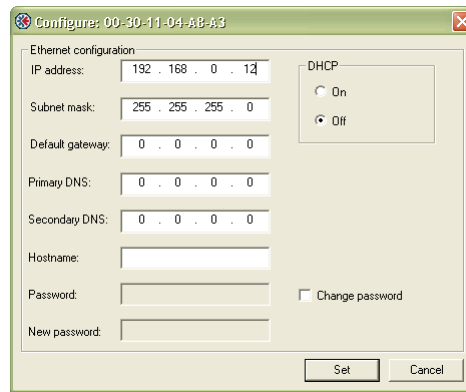 Configure: 00-30-11-04-A8-A3
Ethernet configuration
IP address: 192 . 168 . 0 . 12
DHCP
On
Subnet mask: 255 . 255 . 255 . 0
Off
Default gateway: 0 . 0 . 0 . 0
Primary DNS: 0 . 0 . 0 . 0
Secondary DNS: 0 . 0 . 0 . 0
Hostname:
Password:
Change password
New password:
Set Cancel